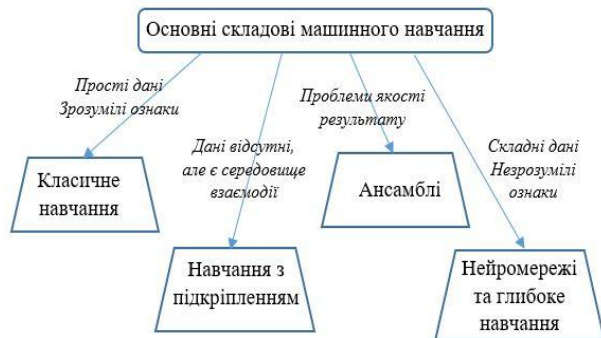 Основні складові машинного навчання
Прості дані
Зрозумілі ознаки
Проблеми якості
результату
Дані відсутні,
але є середовище
взаємодії
Складні дані
Незрозумілі
ознаки
Класичне
навчання
Ансамблі
Навчання з
підкріпленням
Нейромережі
та глибоке
навчання